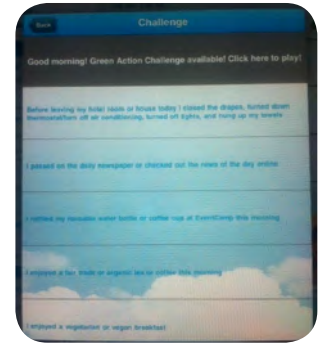 Back
Challenge
Good morning! Green Action Challenge available! Click here to play!
Before leaving my hotel room or house today I closed the drapes, turned down
thermostat/turn off air conditioning, turned off lights, and hung up my towels
I passed on the daily newspaper or checked out the news of the day online
I refilled my reusable water bottle or coffee cup at EventCamp this morning
I enjoyed a fair trade or organic tea or coffee this morning
I enjoyed a vegetarian or vegan breakfast